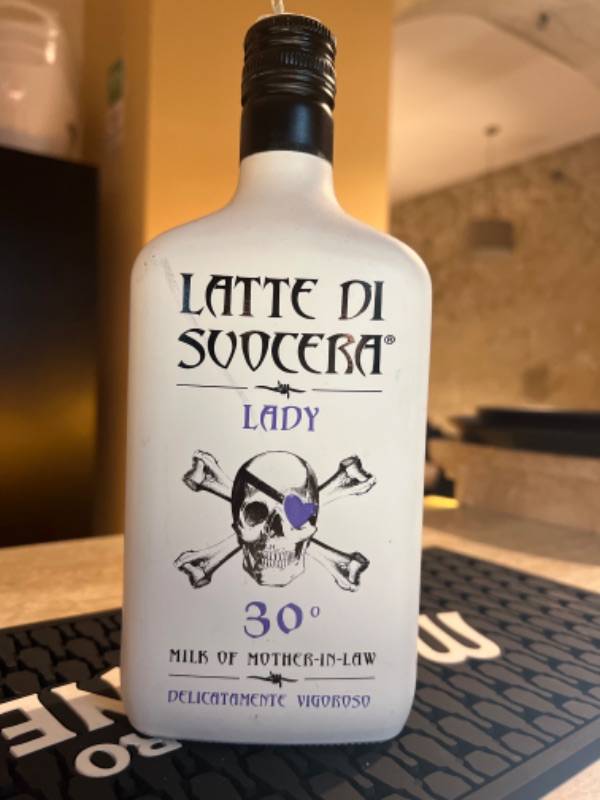 LATTE DI
SUOCERA®
LADY
30°
MILK OF MOTHER-IN-LAW
DELICATAMENTE VIGOROSO